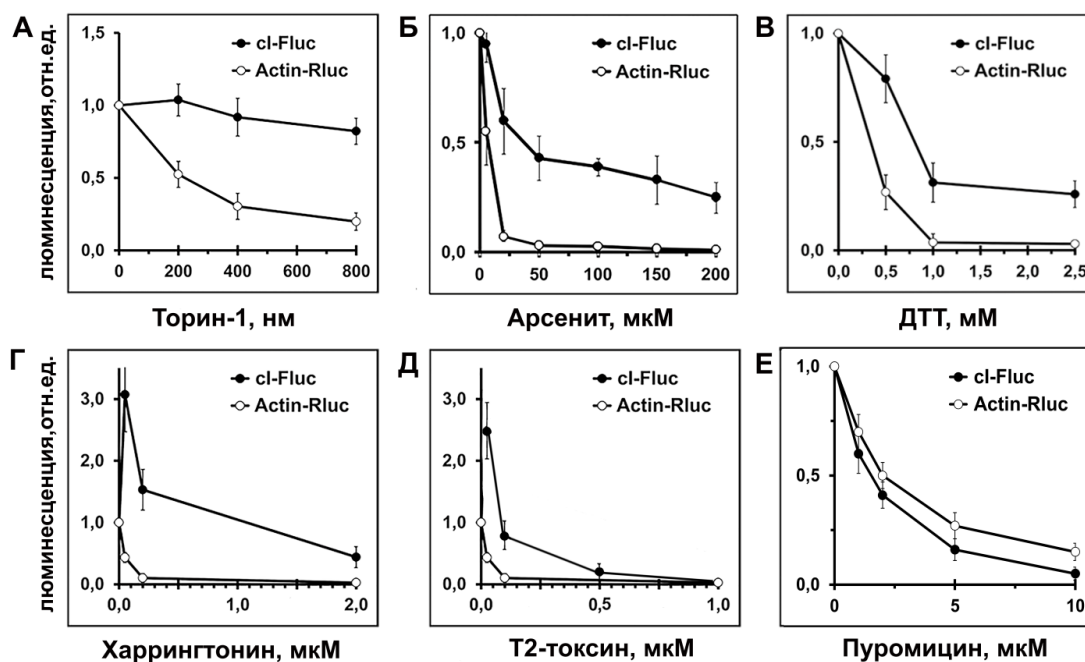 А
Б
В
люминесценция,отн.ед.
1,5
1,0
0,5
0,0
cl-Fluc
Actin-Rluc
0 200 400 600 800
Торин-1, нм
1,0
0,5
0,0
cl-Fluc
Actin-Rluc
0 50 100 150 200
Арсенит, мкМ
1,0
0,5
0,0
cl-Fluc
Actin-Rluc
0,0 0,5 1,0 1,5 2,0 2,5
ДТТ, мМ
Г
Д
Е
люминесценция,отн.ед.
3,0
2,0
1,0
0,0
cl-Fluc
Actin-Rluc
0,0 1,0 2,0
Харрингтонин, мкМ
3,0
2,0
1,0
0,0
cl-Fluc
Actin-Rluc
0,0 0,5 1,0
Т2-токсин, мкМ
1,0
0,5
0,0
cl-Fluc
Actin-Rluc
0 5 10
Пуромицин, мкМ